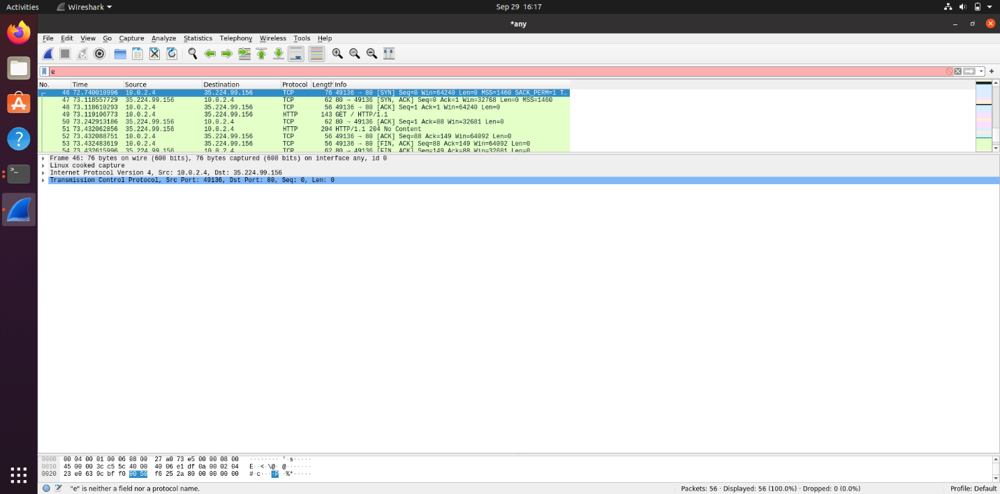 Activities Wireshark Sep 29 16:17
*any
File Edit View Go Capture Analyze Statistics Telephony Wireless Tools Help
e
No. Time Source Destination Protocol Length Info
46 72.740010996 10.0.2.4 35.224.99.156 TCP 76 49136 → 80 [SYN] Seq=0 Win=64240 Len=0 MSS=1460 SACK_PERM=1 T…
47 73.118557729 35.224.99.156 10.0.2.4 TCP 62 80 → 49136 [SYN, ACK] Seq=0 Ack=1 Win=32768 Len=0 MSS=1460
48 73.118610293 10.0.2.4 35.224.99.156 TCP 56 49136 → 80 [ACK] Seq=1 Ack=1 Win=64240 Len=0
49 73.119106773 10.0.2.4 35.224.99.156 HTTP 143 GET / HTTP/1.1
50 73.242913186 35.224.99.156 10.0.2.4 TCP 62 80 → 49136 [ACK] Seq=1 Ack=88 Win=32681 Len=0
51 73.432062856 35.224.99.156 10.0.2.4 HTTP 204 HTTP/1.1 204 No Content
52 73.432088751 10.0.2.4 35.224.99.156 TCP 56 49136 → 80 [ACK] Seq=88 Ack=149 Win=64092 Len=0
53 73.432483619 10.0.2.4 35.224.99.156 TCP 56 49136 → 80 [FIN, ACK] Seq=88 Ack=149 Win=64092 Len=0
54 73.432615996 35.224.99.156 10.0.2.4 TCP 62 80 → 49136 [FIN, ACK] Seq=149 Ack=88 Win=32681 Len=0
Frame 46: 76 bytes on wire (608 bits), 76 bytes captured (608 bits) on interface any, id 0
Linux cooked capture
Internet Protocol Version 4, Src: 10.0.2.4, Dst: 35.224.99.156
Transmission Control Protocol, Src Port: 49136, Dst Port: 80, Seq: 0, Len: 0
0000 00 04 00 01 00 06 08 00 27 a0 73 e5 00 00 08 00 ········ '·s·····
0010 45 00 00 3c c5 5c 40 00 40 06 e1 df 0a 00 02 04 E··<·\@· @·······
0020 23 e0 63 9c bf f0 00 50 f6 25 2a 80 00 00 00 00 #·c····P ·%*·····
"e" is neither a field nor a protocol name. Packets: 56 · Displayed: 56 (100.0%) · Dropped: 0 (0.0%) Profile: Default